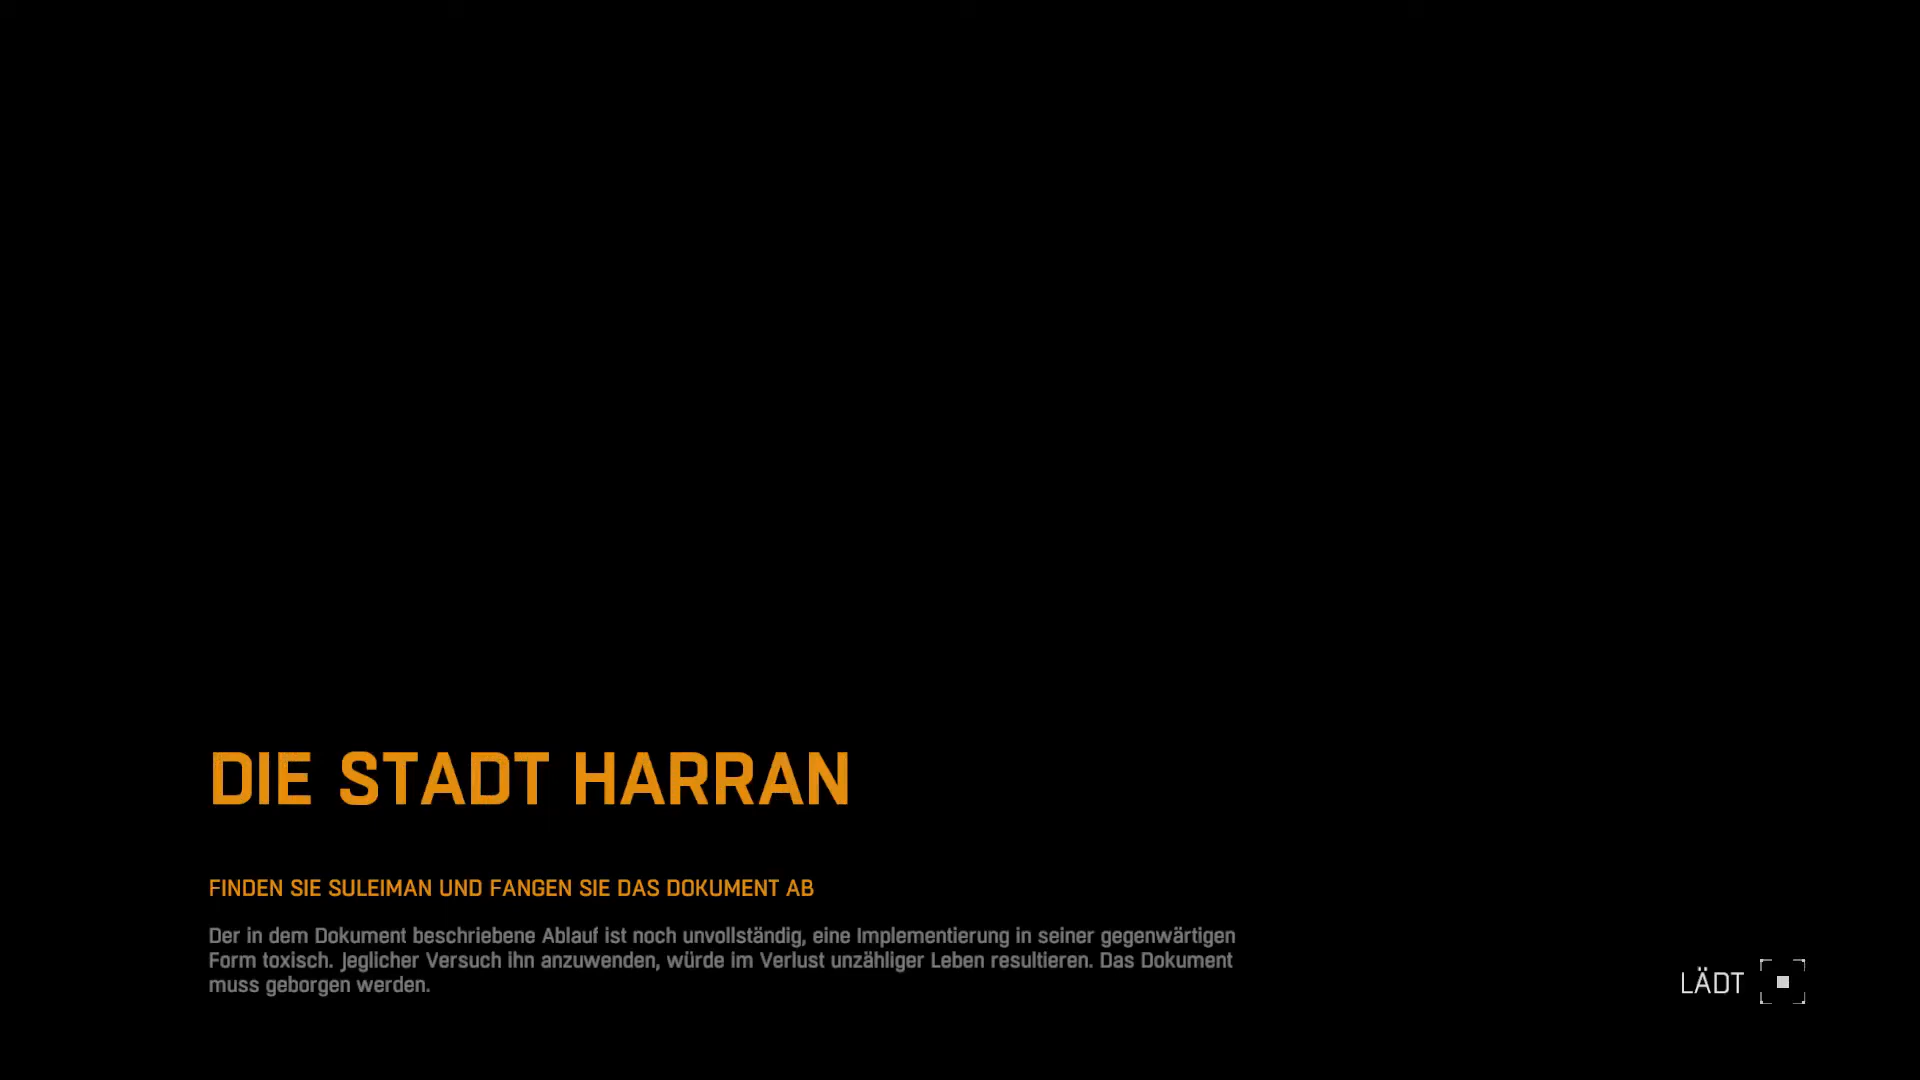 DIE STADT HARRAN
FINDEN SIE SULEIMAN UND FANGEN SIE DAS DOKUMENT AB
Der in dem Dokument beschriebene Ablauf ist noch unvollständig, eine Implementierung in seiner gegenwärtigen
Form toxisch. Jeglicher Versuch ihn anzuwenden, würde im Verlust unzähliger Leben resultieren. Das Dokument
muss geborgen werden.
LÄDT